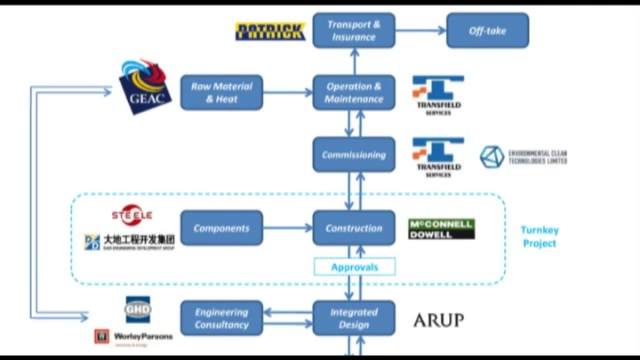 PATRICK
Transport &
Insurance
Off-take
GEAC
Raw Material
& Heat
Operation &
Maintenance
TRANSFIELD
SERVICES
Commissioning
TRANSFIELD
SERVICES
ENVIRONMENTAL CLEAN
TECHNOLOGIES LIMITED
STEELE
大地工程开发集团
Components
Construction
McCONNELL
DOWELL
Turnkey
Project
Approvals
GHD
WorleyParsons
Engineering
Consultancy
Integrated
Design
ARUP